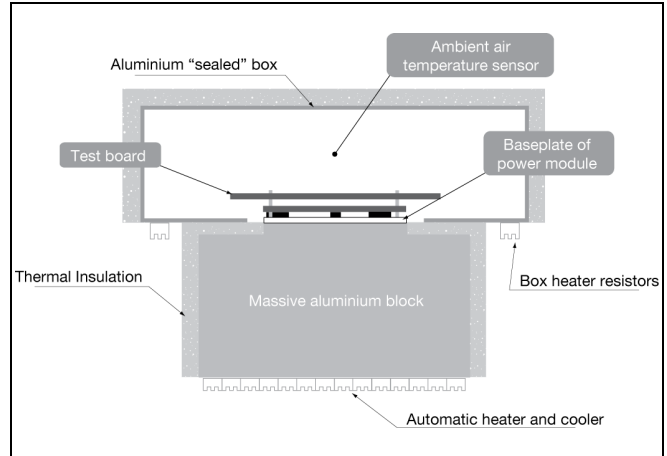 Ambient air
temperature sensor
Aluminium “sealed” box
Test board
Baseplate of
power module
Thermal Insulation
Box heater resistors
Massive aluminium block
Automatic heater and cooler